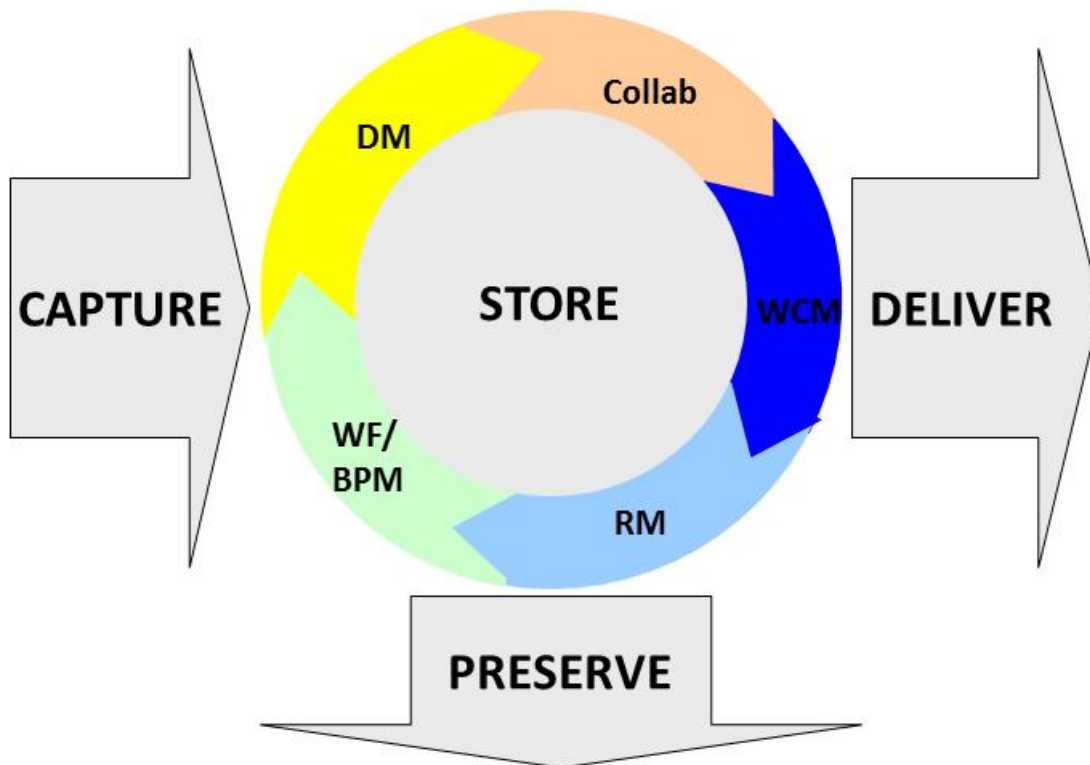 Collab
DM
CAPTURE
STORE
WCM
DELIVER
WF/
BPM
RM
PRESERVE